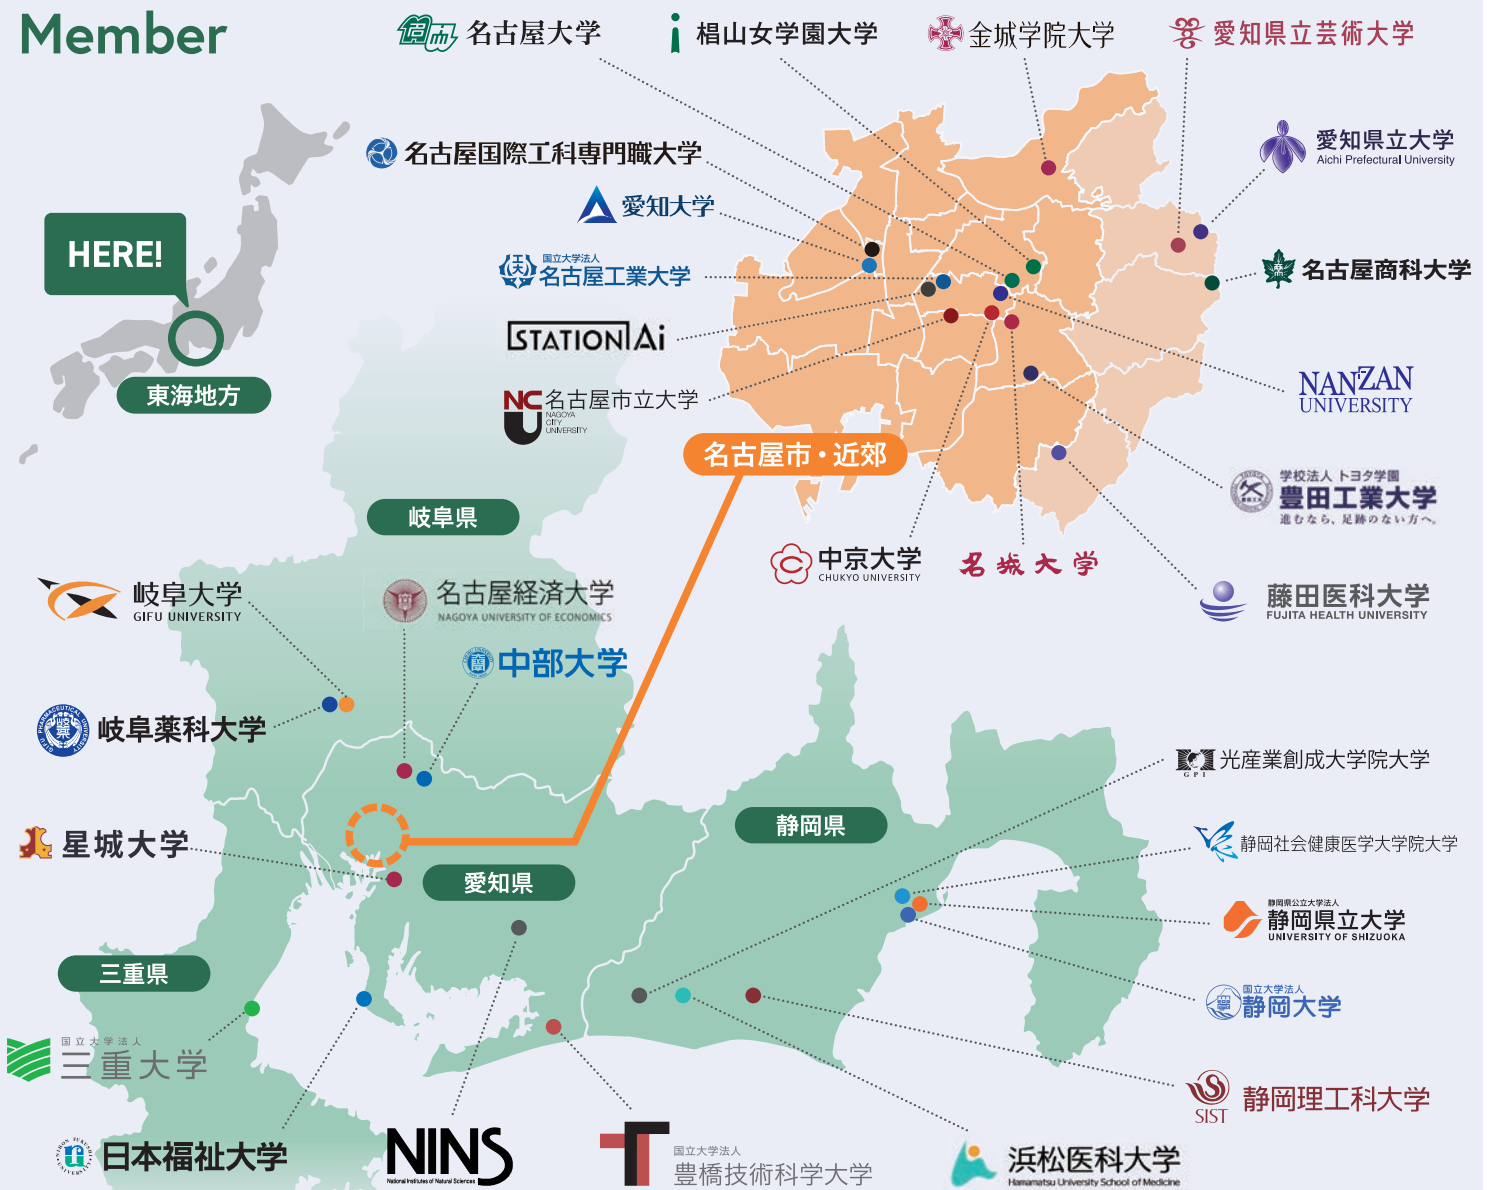 Member
名古屋大学
椙山女学園大学
金城学院大学
愛知県立芸術大学
名古屋国際工科専門職大学
愛知県立大学
Aichi Prefectural University
愛知大学
HERE!
国立大学法人
名古屋工業大学
名古屋商科大学
STATION Ai
東海地方
NC
U
名古屋市立大学
NAGOYA
CITY
UNIVERSITY
NANZAN
UNIVERSITY
名古屋市・近郊
学校法人 トヨタ学園
豊田工業大学
進むなら、足跡のない方へ。
岐阜県
中京大学
CHUKYO UNIVERSITY
名城大学
岐阜大学
GIFU UNIVERSITY
名古屋経済大学
NAGOYA UNIVERSITY OF ECONOMICS
藤田医科大学
FUJITA HEALTH UNIVERSITY
中部大学
岐阜薬科大学
光産業創成大学院大学
GPI
静岡県
星城大学
静岡社会健康医学大学院大学
愛知県
静岡県公立大学法人
静岡県立大学
UNIVERSITY OF SHIZUOKA
三重県
国立大学法人
静岡大学
国立大学法人
三重大学
SIST
静岡理工科大学
日本福祉大学
NINS
National Institutes of Natural Sciences
国立大学法人
豊橋技術科学大学
浜松医科大学
Hamamatsu University School of Medicine